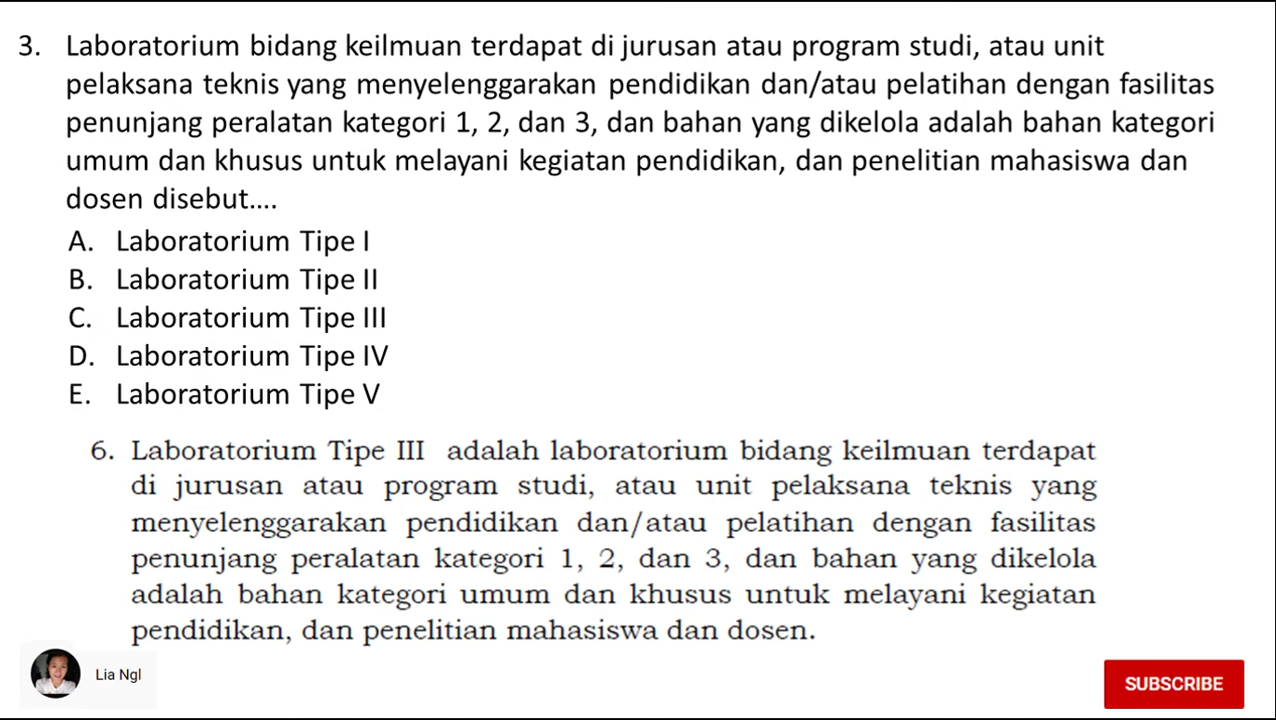 3. Laboratorium bidang keilmuan terdapat di jurusan atau program studi, atau unit
pelaksana teknis yang menyelenggarakan pendidikan dan/atau pelatihan dengan fasilitas
penunjang peralatan kategori 1, 2, dan 3, dan bahan yang dikelola adalah bahan kategori
umum dan khusus untuk melayani kegiatan pendidikan, dan penelitian mahasiswa dan
dosen disebut....
A. Laboratorium Tipe I
B. Laboratorium Tipe II
C. Laboratorium Tipe III
D. Laboratorium Tipe IV
E. Laboratorium Tipe V
6. Laboratorium Tipe III adalah laboratorium bidang keilmuan terdapat
di jurusan atau program studi, atau unit pelaksana teknis yang
menyelenggarakan pendidikan dan/atau pelatihan dengan fasilitas
penunjang peralatan kategori 1, 2, dan 3, dan bahan yang dikelola
adalah bahan kategori umum dan khusus untuk melayani kegiatan
pendidikan, dan penelitian mahasiswa dan dosen.
Lia Ngl
SUBSCRIBE